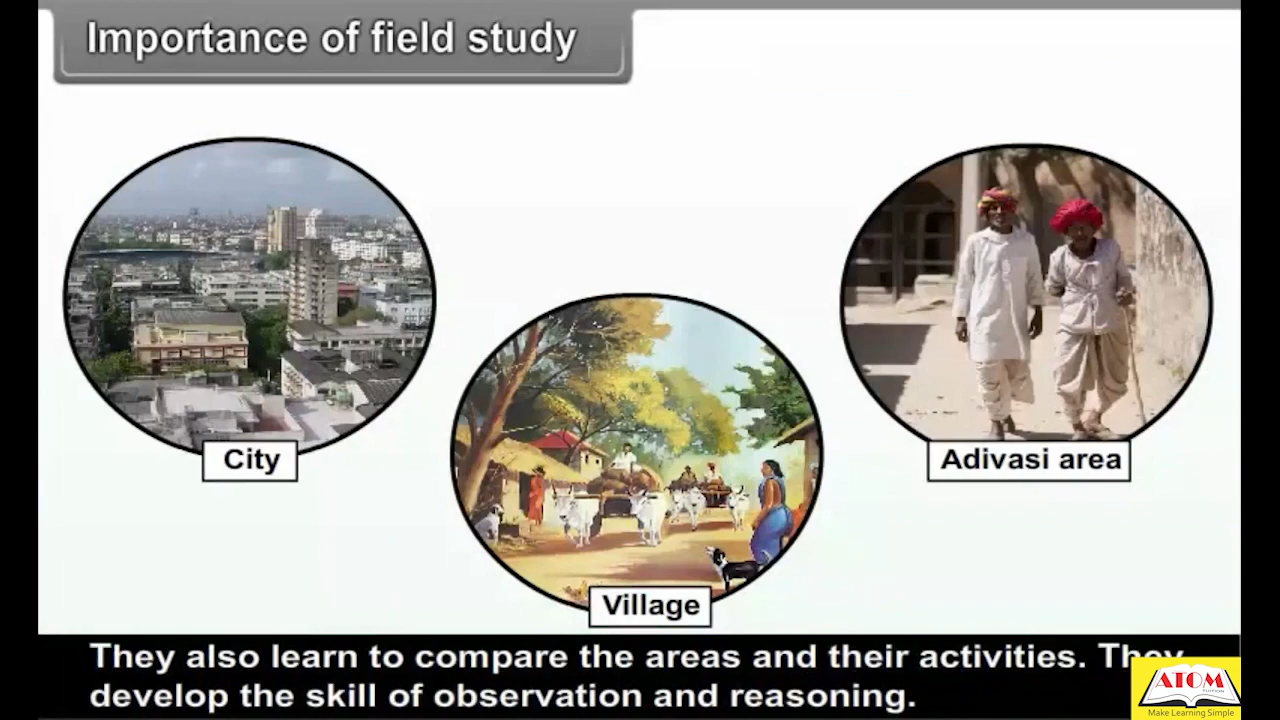 Importance of field study
City
Adivasi area
Village
They also learn to compare the areas and their activities. They
develop the skill of observation and reasoning.
ATOM
TUITION
Make Learning Simple